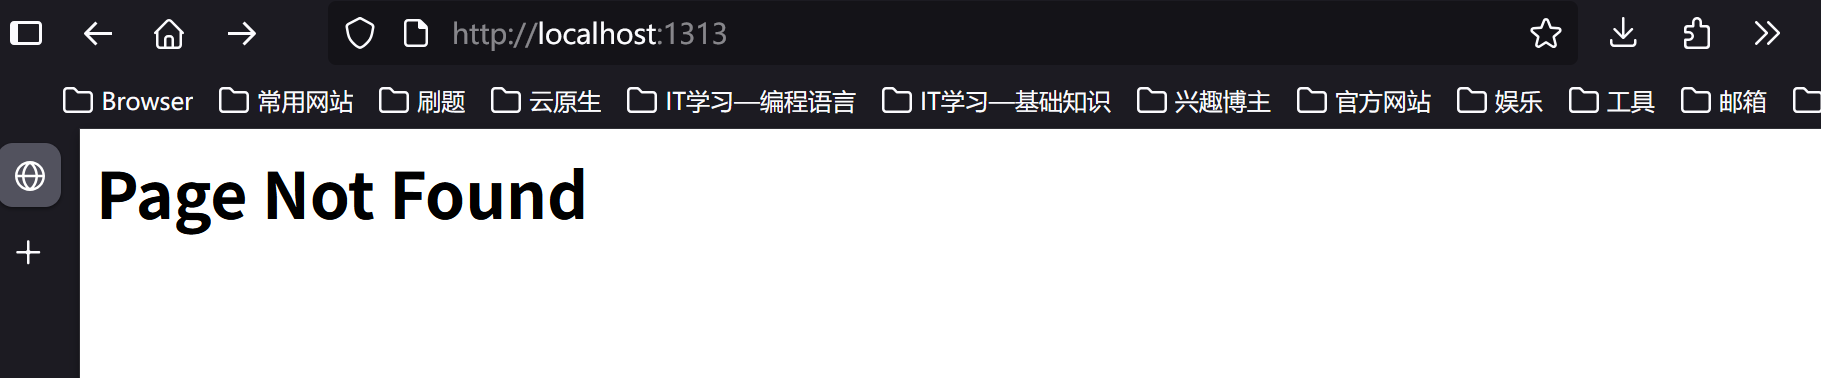 http://localhost:1313
Browser 常用网站 刷题 云原生 IT学习—编程语言 IT学习—基础知识 兴趣博主 官方网站 娱乐 工具 邮箱
Page Not Found